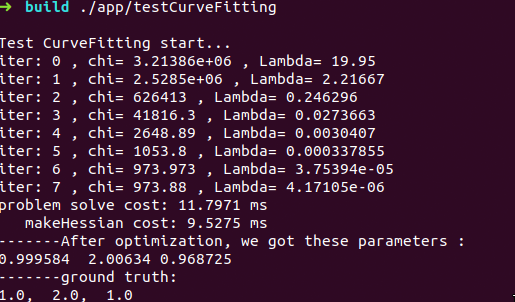 ➜ build ./app/testCurveFitting
Test CurveFitting start...
iter: 0 , chi= 3.21386e+06 , Lambda= 19.95
iter: 1 , chi= 2.5285e+06 , Lambda= 2.21667
iter: 2 , chi= 626413 , Lambda= 0.246296
iter: 3 , chi= 41816.3 , Lambda= 0.0273663
iter: 4 , chi= 2648.89 , Lambda= 0.0030407
iter: 5 , chi= 1053.8 , Lambda= 0.000337855
iter: 6 , chi= 973.973 , Lambda= 3.75394e-05
iter: 7 , chi= 973.88 , Lambda= 4.17105e-06
problem solve cost: 11.7971 ms
   makeHessian cost: 9.5275 ms
-------After optimization, we got these parameters :
0.999584  2.00634 0.968725
-------ground truth:
1.0,  2.0,  1.0